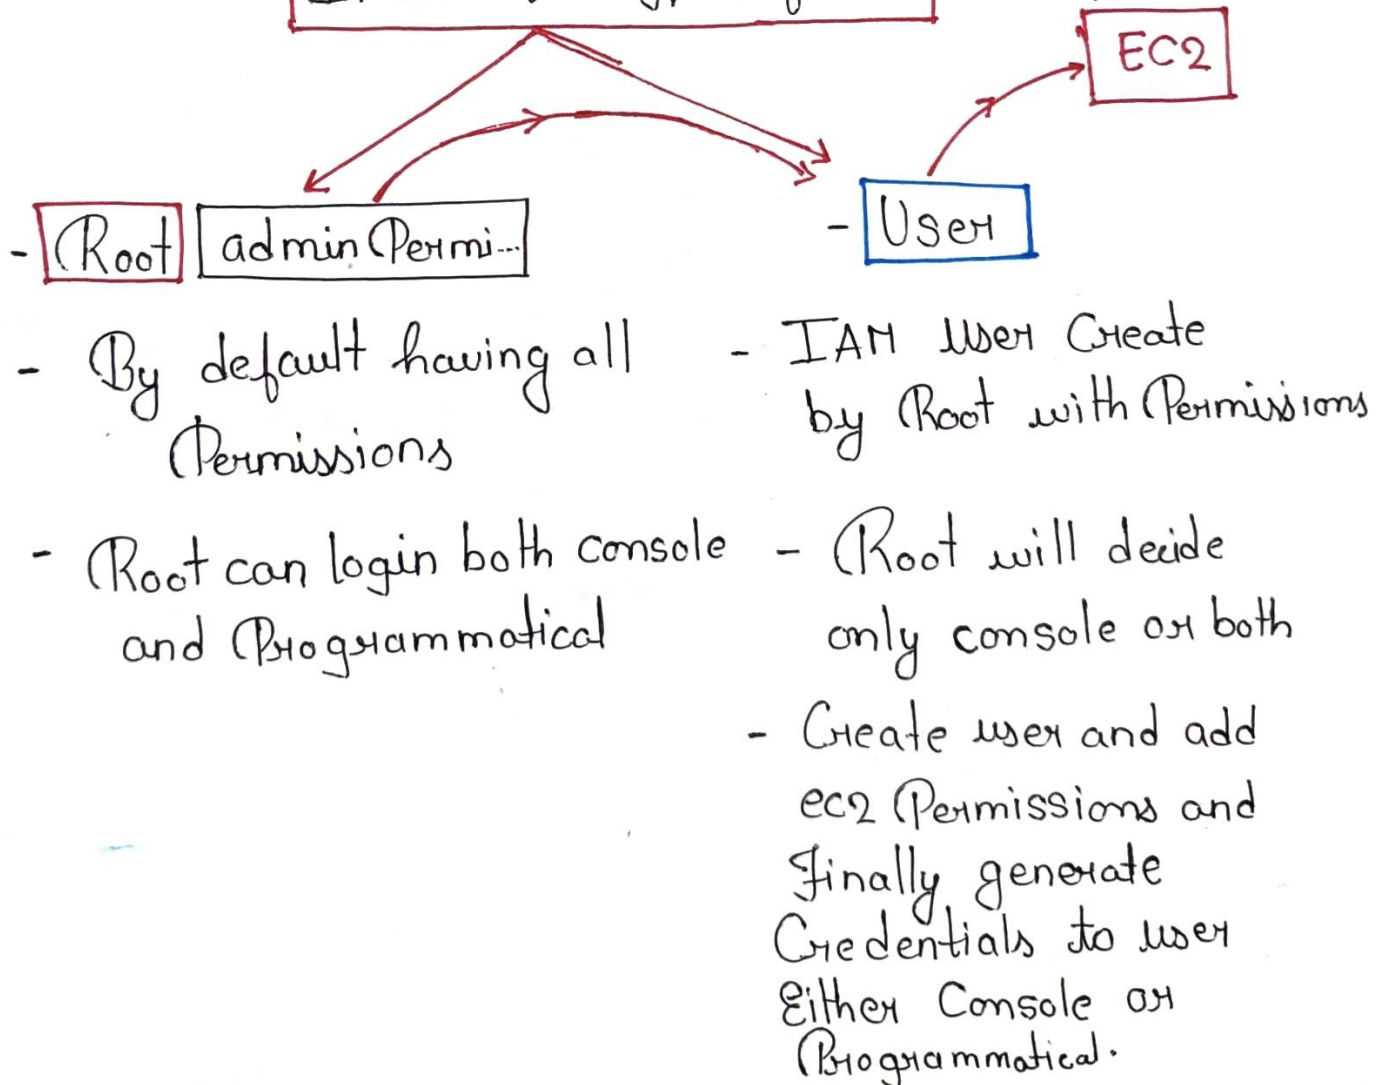 EC2
- Root admin Permi...
- User
- By default having all
Permissions
- Root can login both console
and Programmatical
- IAM User Create
by Root with Permissions
- Root will decide
only console or both
- Create user and add
ec2 Permissions and
Finally generate
Credentials to user
Either Console or
Programmatical.